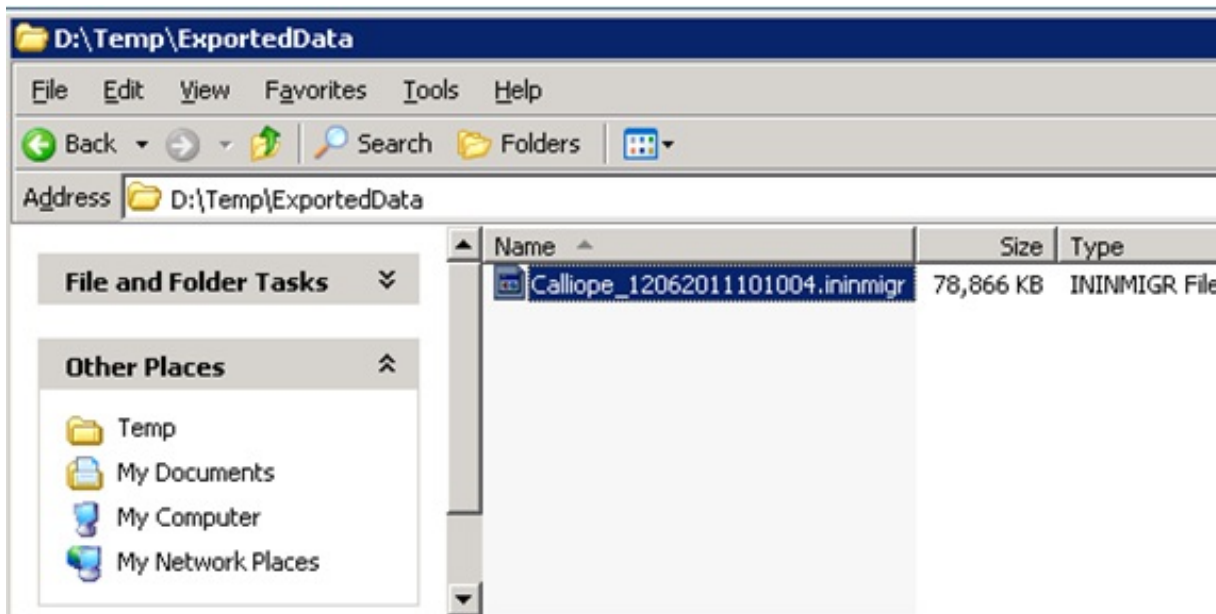 D:\Temp\ExportedData
File Edit View Favorites Tools Help
Back Search Folders
Address D:\Temp\ExportedData
Name Size Type
File and Folder Tasks
Calliope_12062011101004.ininmigr 78,866 KB ININMIGR File
Other Places
Temp
My Documents
My Computer
My Network Places